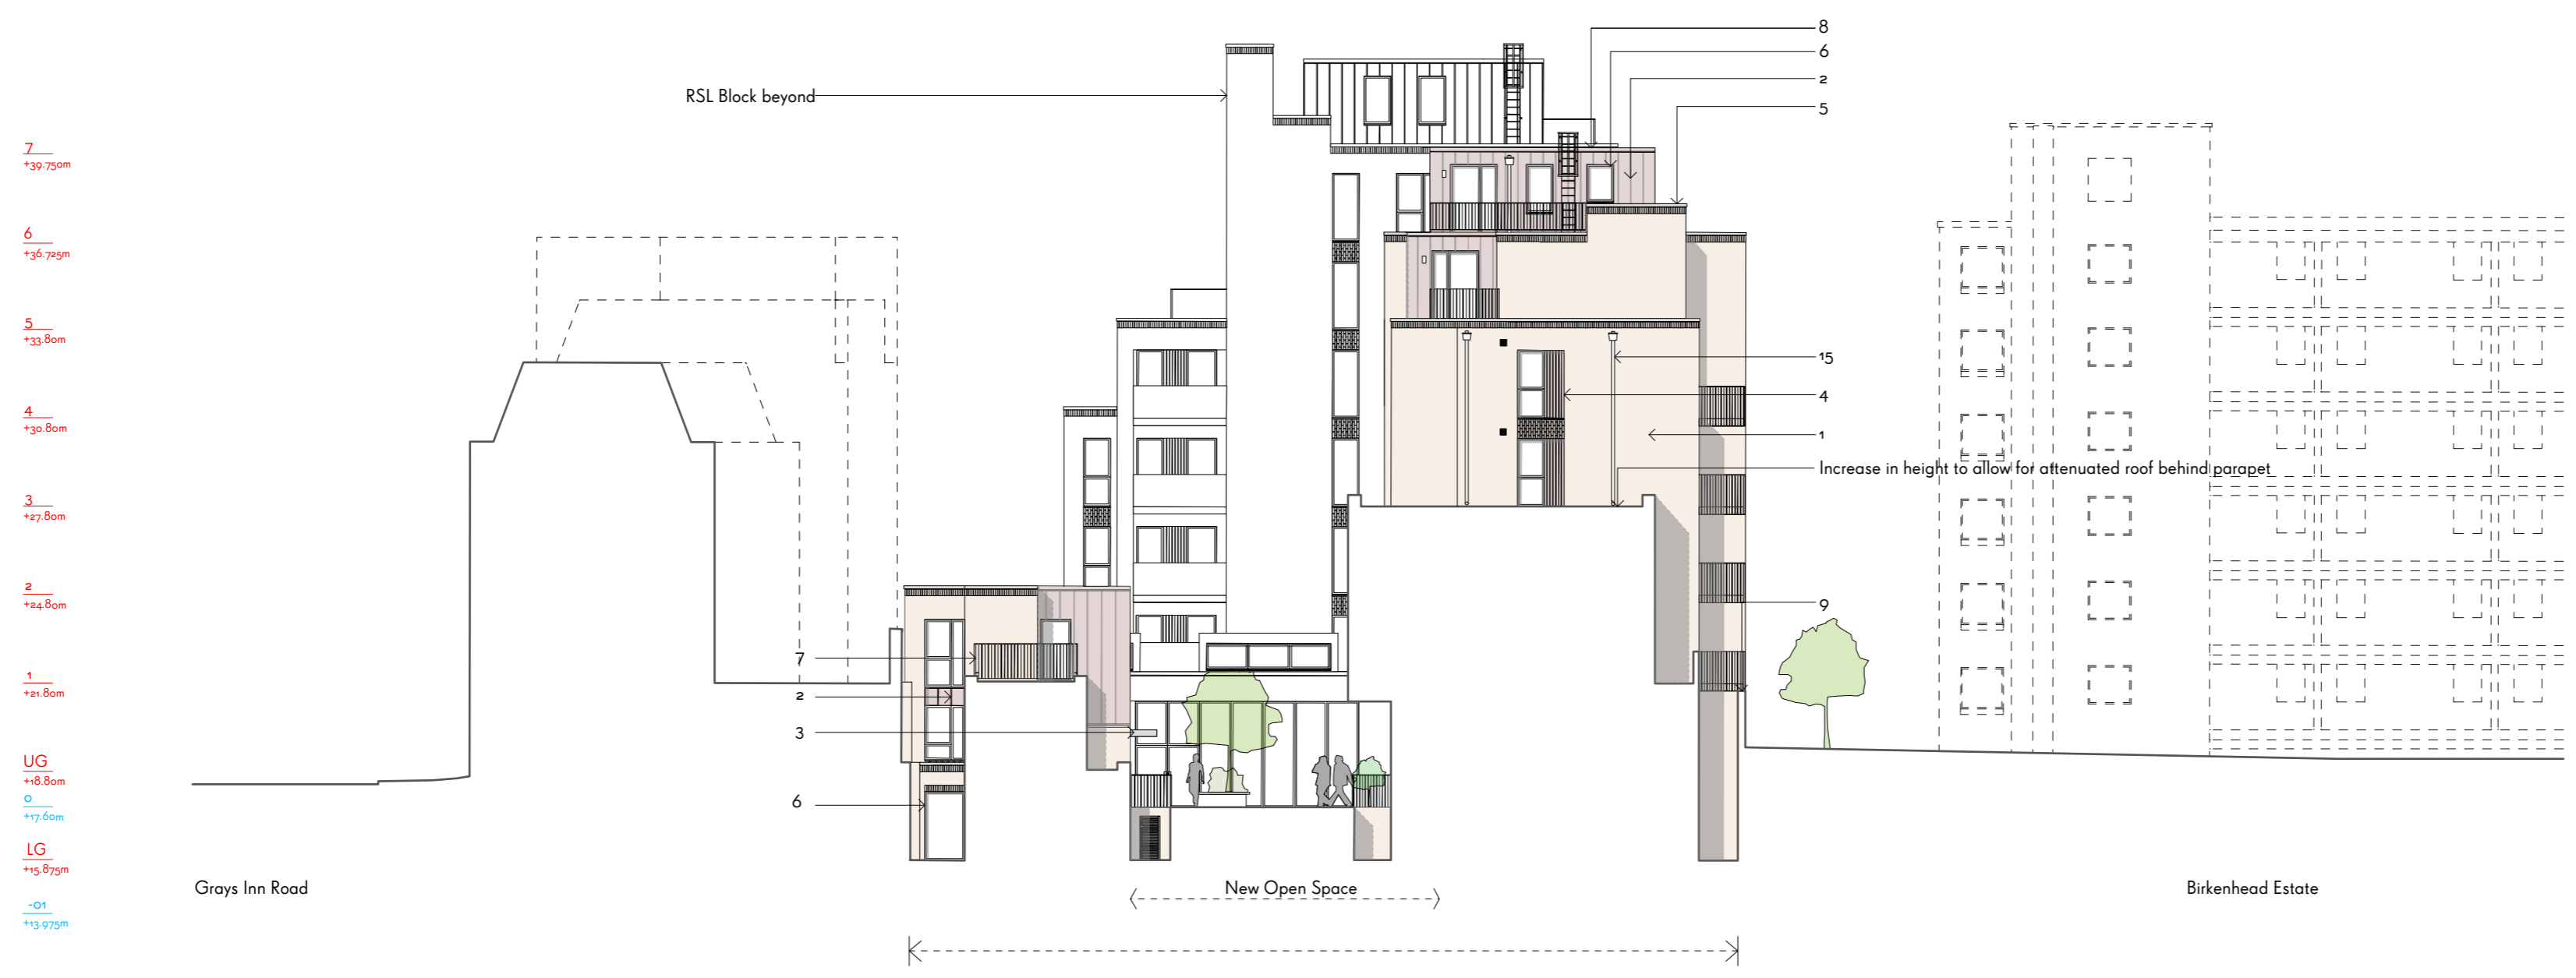 8
6
RSL Block beyond
2
5
7
+39.750m
6
+36.725m
5
+33.80m
15
4
4
+30.80m
1
Increase in height to allow for attenuated roof behind parapet
3
+27.80m
2
+24.80m
9
7
1
+21.80m
2
3
UG
+18.80m
0
+17.60m
6
LG
+15.875m
Grays Inn Road
New Open Space
Birkenhead Estate
-01
+13.975m